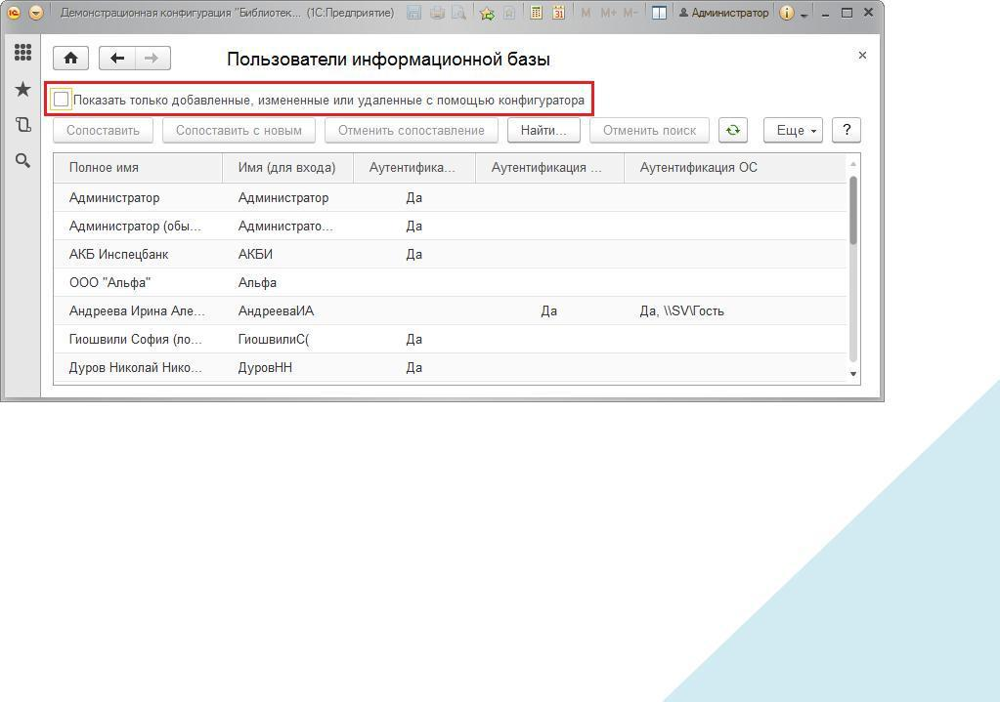 Демонстрационная конфигурация "Библиотек... (1С:Предприятие)
M M+ M-
Администратор
Пользователи информационной базы
Показать только добавленные, измененные или удаленные с помощью конфигуратора
Сопоставить Сопоставить с новым Отменить сопоставление Найти... Отменить поиск Еще ?
Полное имя Имя (для входа) Аутентифика... Аутентификация ... Аутентификация ОС
Администратор Администратор Да
Администратор (обы... Администрато... Да
АКБ Инспецбанк АКБИ Да
ООО "Альфа" Альфа
Андреева Ирина Але... АндрееваИА Да Да, \\SV\Гость
Гиошвили София (ло... ГиошвилиС( Да
Дуров Николай Нико... ДуровНН Да